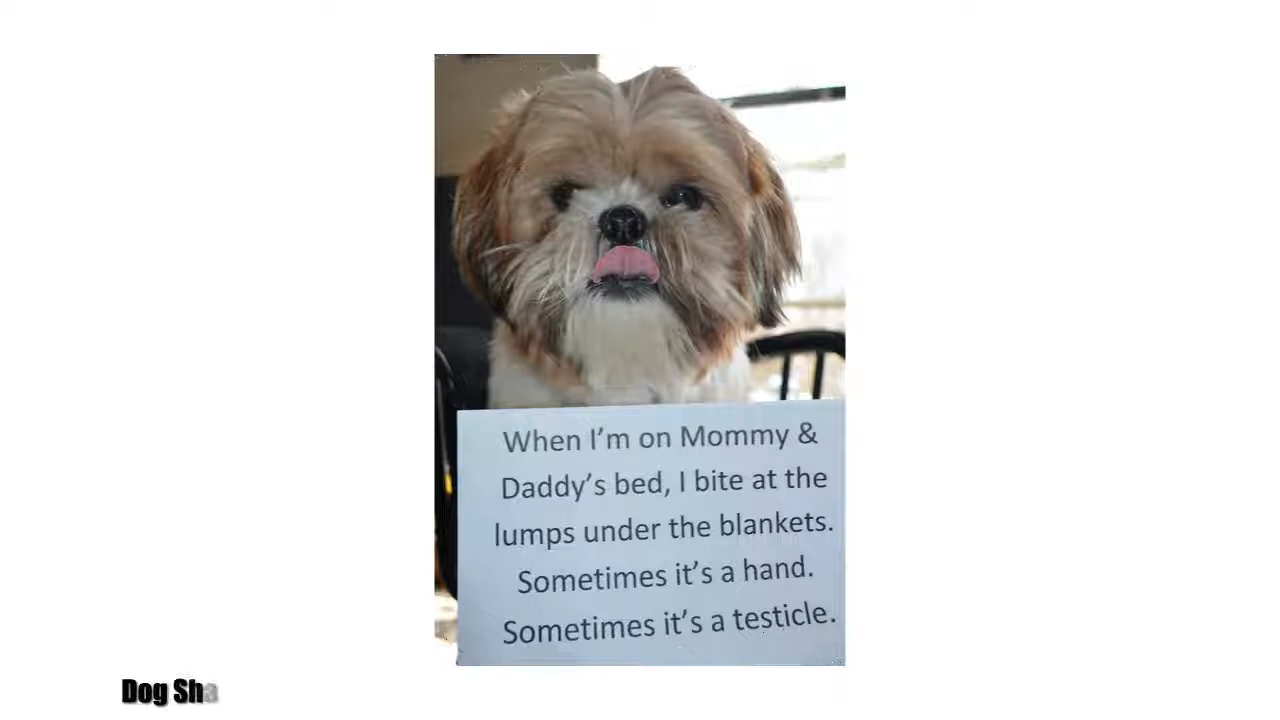 When I'm on Mommy &
Daddy's bed, I bite at the
lumps under the blankets.
Sometimes it's a hand.
Sometimes it's a testicle.
Dog Sha